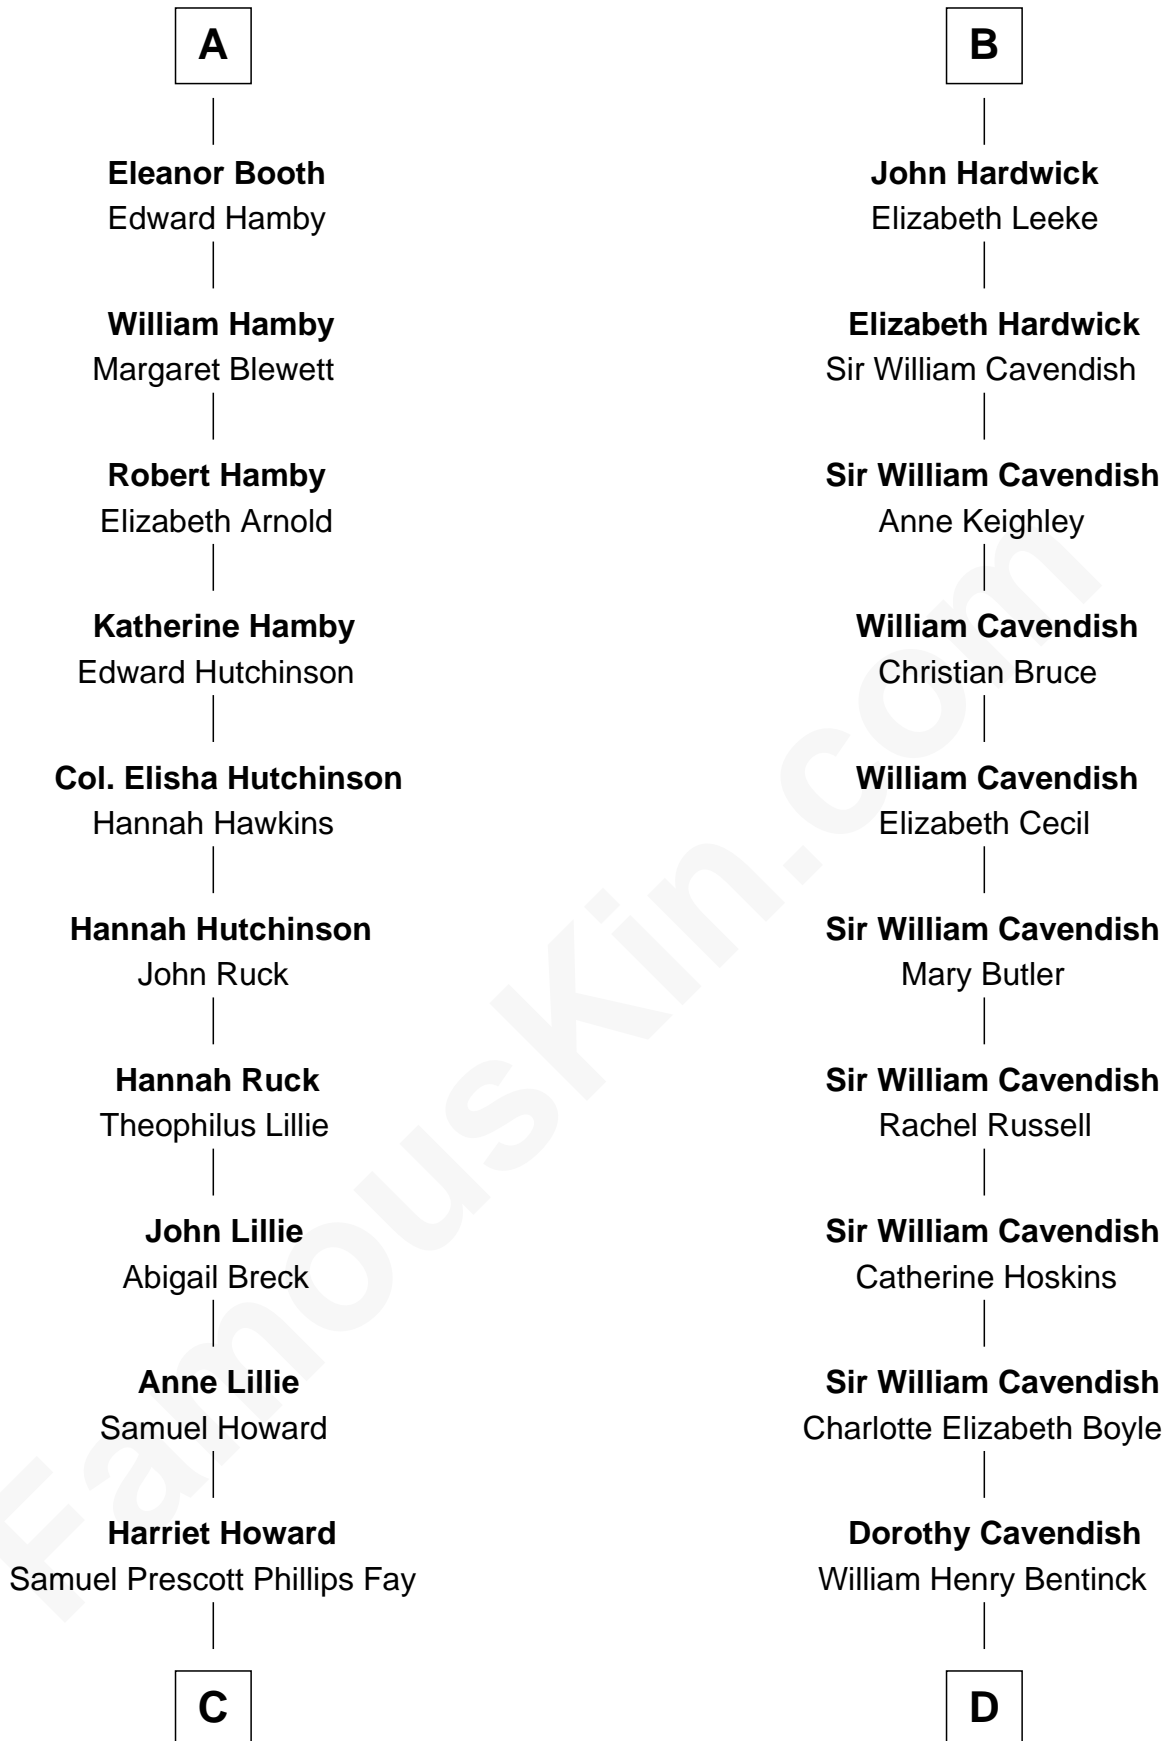 A
Eleanor Booth
Edward Hamby
William Hamby
Margaret Blewett
Robert Hamby
Elizabeth Arnold
Katherine Hamby
Edward Hutchinson
Col. Elisha Hutchinson
Hannah Hawkins
Hannah Hutchinson
John Ruck
Hannah Ruck
Theophilus Lillie
John Lillie
Abigail Breck
Anne Lillie
Samuel Howard
Harriet Howard
Samuel Prescott Phillips Fay
C
B
John Hardwick
Elizabeth Leeke
Elizabeth Hardwick
Sir William Cavendish
Sir William Cavendish
Anne Keighley
William Cavendish
Christian Bruce
William Cavendish
Elizabeth Cecil
Sir William Cavendish
Mary Butler
Sir William Cavendish
Rachel Russell
Sir William Cavendish
Catherine Hoskins
Sir William Cavendish
Charlotte Elizabeth Boyle
Dorothy Cavendish
William Henry Bentinck
D
FamousKin.com